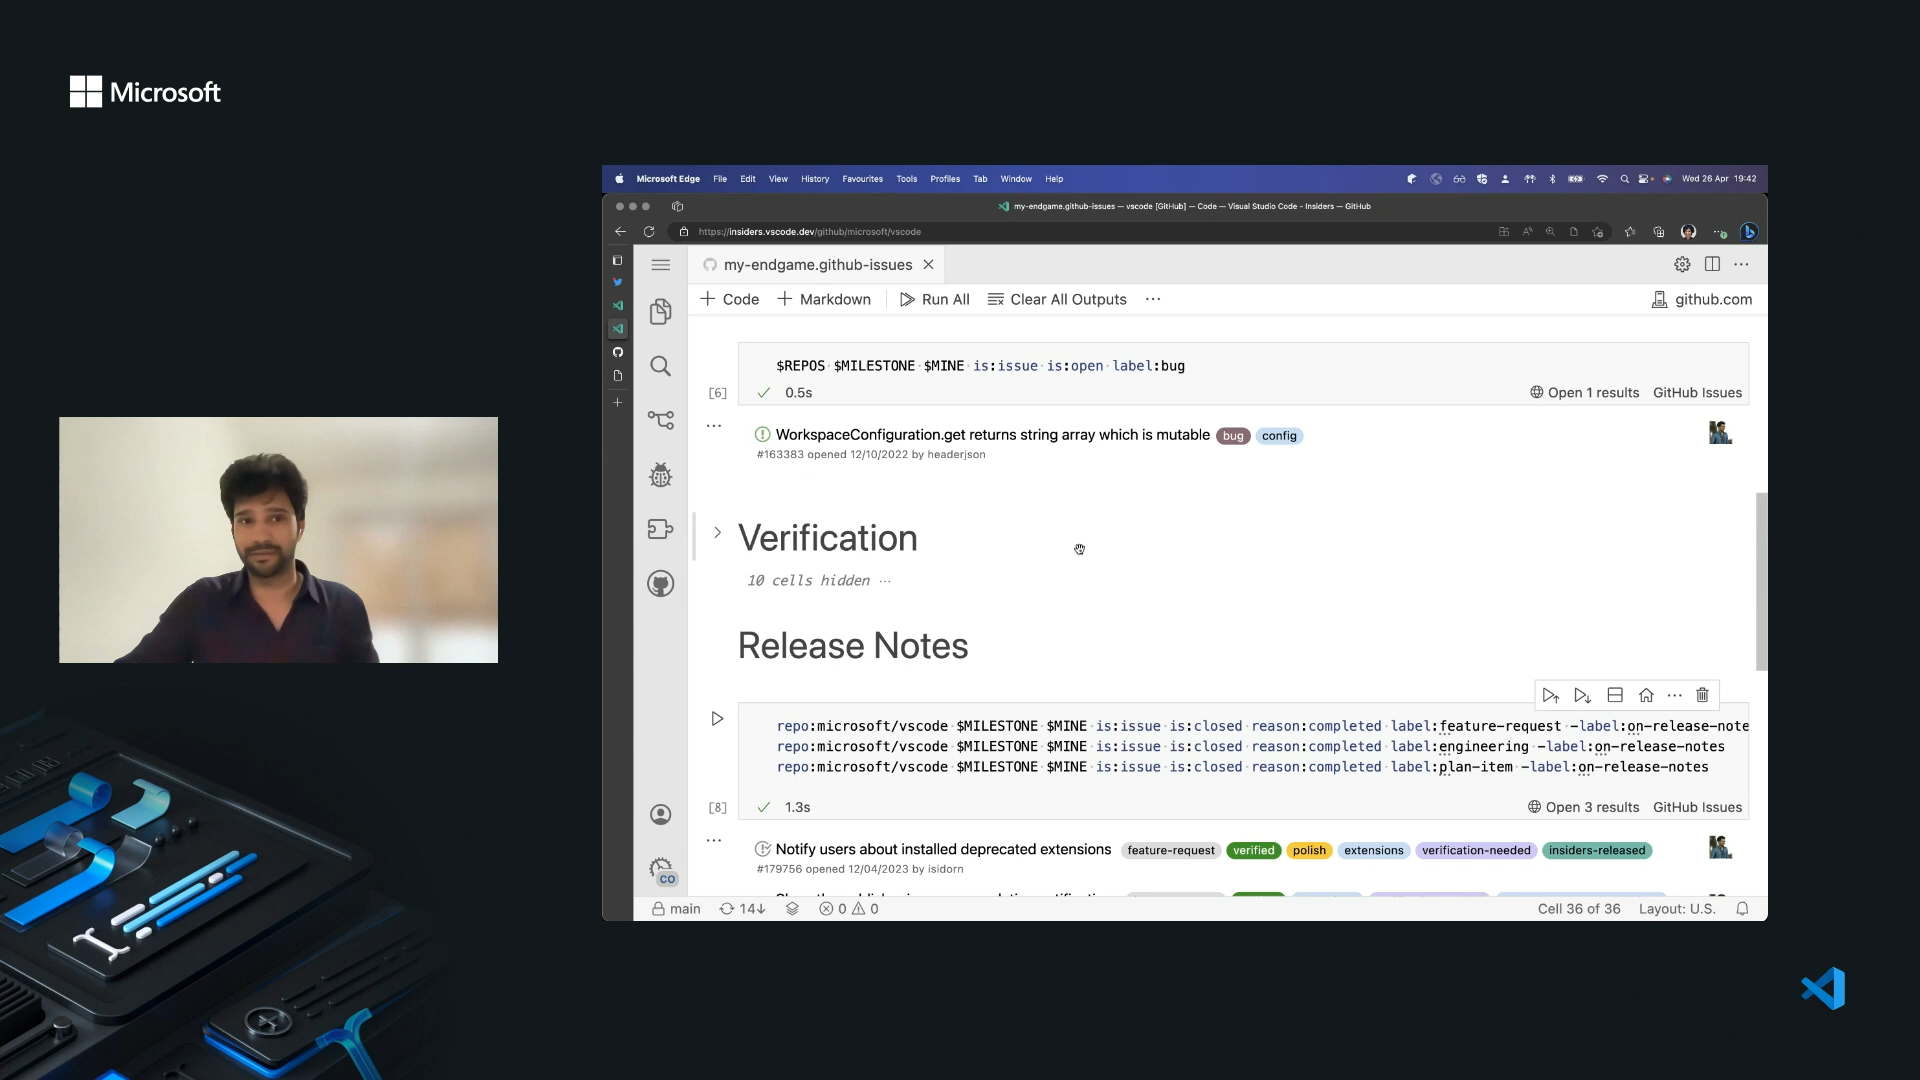 Microsoft
Microsoft Edge File Edit View History Favourites Tools Profiles Tab Window Help Wed 26 Apr 19:42
my-endgame.github-issues — vscode [GitHub] — Code — Visual Studio Code - Insiders — GitHub
https://insiders.vscode.dev/github/microsoft/vscode
my-endgame.github-issues
Code Markdown Run All Clear All Outputs ··· github.com
$REPOS $MILESTONE $MINE is:issue is:open label:bug
[6] 0.5s Open 1 results GitHub Issues
WorkspaceConfiguration.get returns string array which is mutable bug config
#163383 opened 12/10/2022 by headerjson
Verification
10 cells hidden ···
Release Notes
repo:microsoft/vscode $MILESTONE $MINE is:issue is:closed reason:completed label:feature-request -label:on-release-note
repo:microsoft/vscode $MILESTONE $MINE is:issue is:closed reason:completed label:engineering -label:on-release-notes
repo:microsoft/vscode $MILESTONE $MINE is:issue is:closed reason:completed label:plan-item -label:on-release-notes
[8] 1.3s Open 3 results GitHub Issues
Notify users about installed deprecated extensions feature-request verified polish extensions verification-needed insiders-released
#179756 opened 12/04/2023 by isidorn
CO
main 14↓ 0 0 Cell 36 of 36 Layout: U.S.